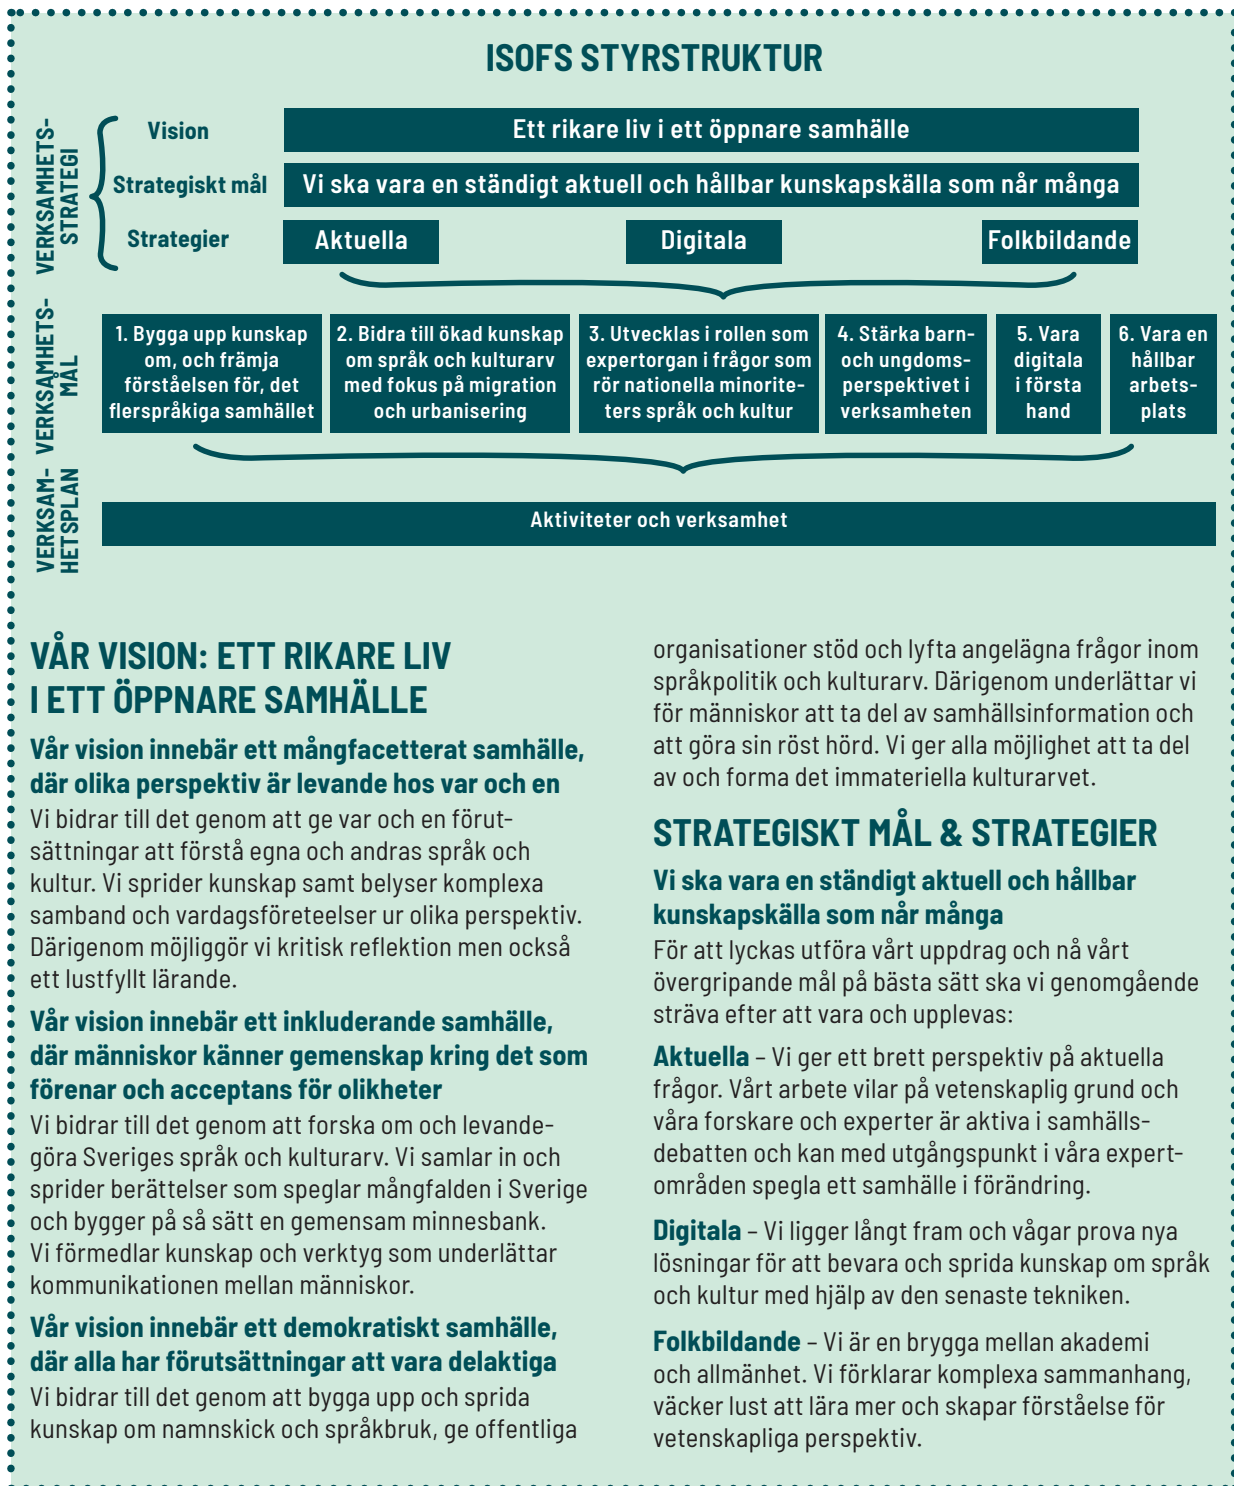 ISOFS STYRSTRUKTUR
VERKSAMHETS-
STRATEGI
Vision
Ett rikare liv i ett öppnare samhälle
Strategiskt mål
Vi ska vara en ständigt aktuell och hållbar kunskapskälla som når många
Strategier
Aktuella
Digitala
Folkbildande
VERKSAMHETS-
MÅL
1. Bygga upp kunskap
om, och främja
förståelsen för, det
flerspråkiga samhället
2. Bidra till ökad kunskap
om språk och kulturarv
med fokus på migration
och urbanisering
3. Utvecklas i rollen som
expertorgan i frågor som
rör nationella minorite-
ters språk och kultur
4. Stärka barn-
och ungdoms-
perspektivet i
verksamheten
5. Vara
digitala
i första
hand
6. Vara en
hållbar
arbets-
plats
VERKSAM-
HETSPLAN
Aktiviteter och verksamhet
VÅR VISION: ETT RIKARE LIV
I ETT ÖPPNARE SAMHÄLLE
Vår vision innebär ett mångfacetterat samhälle,
där olika perspektiv är levande hos var och en
Vi bidrar till det genom att ge var och en förut-
sättningar att förstå egna och andras språk och
kultur. Vi sprider kunskap samt belyser komplexa
samband och vardagsföreteelser ur olika perspektiv.
Därigenom möjliggör vi kritisk reflektion men också
ett lustfyllt lärande.
Vår vision innebär ett inkluderande samhälle,
där människor känner gemenskap kring det som
förenar och acceptans för olikheter
Vi bidrar till det genom att forska om och levande-
göra Sveriges språk och kulturarv. Vi samlar in och
sprider berättelser som speglar mångfalden i Sverige
och bygger på så sätt en gemensam minnesbank.
Vi förmedlar kunskap och verktyg som underlättar
kommunikationen mellan människor.
Vår vision innebär ett demokratiskt samhälle,
där alla har förutsättningar att vara delaktiga
Vi bidrar till det genom att bygga upp och sprida
kunskap om namnskick och språkbruk, ge offentliga
organisationer stöd och lyfta angelägna frågor inom
språkpolitik och kulturarv. Därigenom underlättar vi
för människor att ta del av samhällsinformation och
att göra sin röst hörd. Vi ger alla möjlighet att ta del
av och forma det immateriella kulturarvet.
STRATEGISKT MÅL & STRATEGIER
Vi ska vara en ständigt aktuell och hållbar
kunskapskälla som når många
För att lyckas utföra vårt uppdrag och nå vårt
övergripande mål på bästa sätt ska vi genomgående
sträva efter att vara och upplevas:
Aktuella – Vi ger ett brett perspektiv på aktuella
frågor. Vårt arbete vilar på vetenskaplig grund och
våra forskare och experter är aktiva i samhälls-
debatten och kan med utgångspunkt i våra expert-
områden spegla ett samhälle i förändring.
Digitala – Vi ligger långt fram och vågar prova nya
lösningar för att bevara och sprida kunskap om språk
och kultur med hjälp av den senaste tekniken.
Folkbildande – Vi är en brygga mellan akademi
och allmänhet. Vi förklarar komplexa sammanhang,
väcker lust att lära mer och skapar förståelse för
vetenskapliga perspektiv.